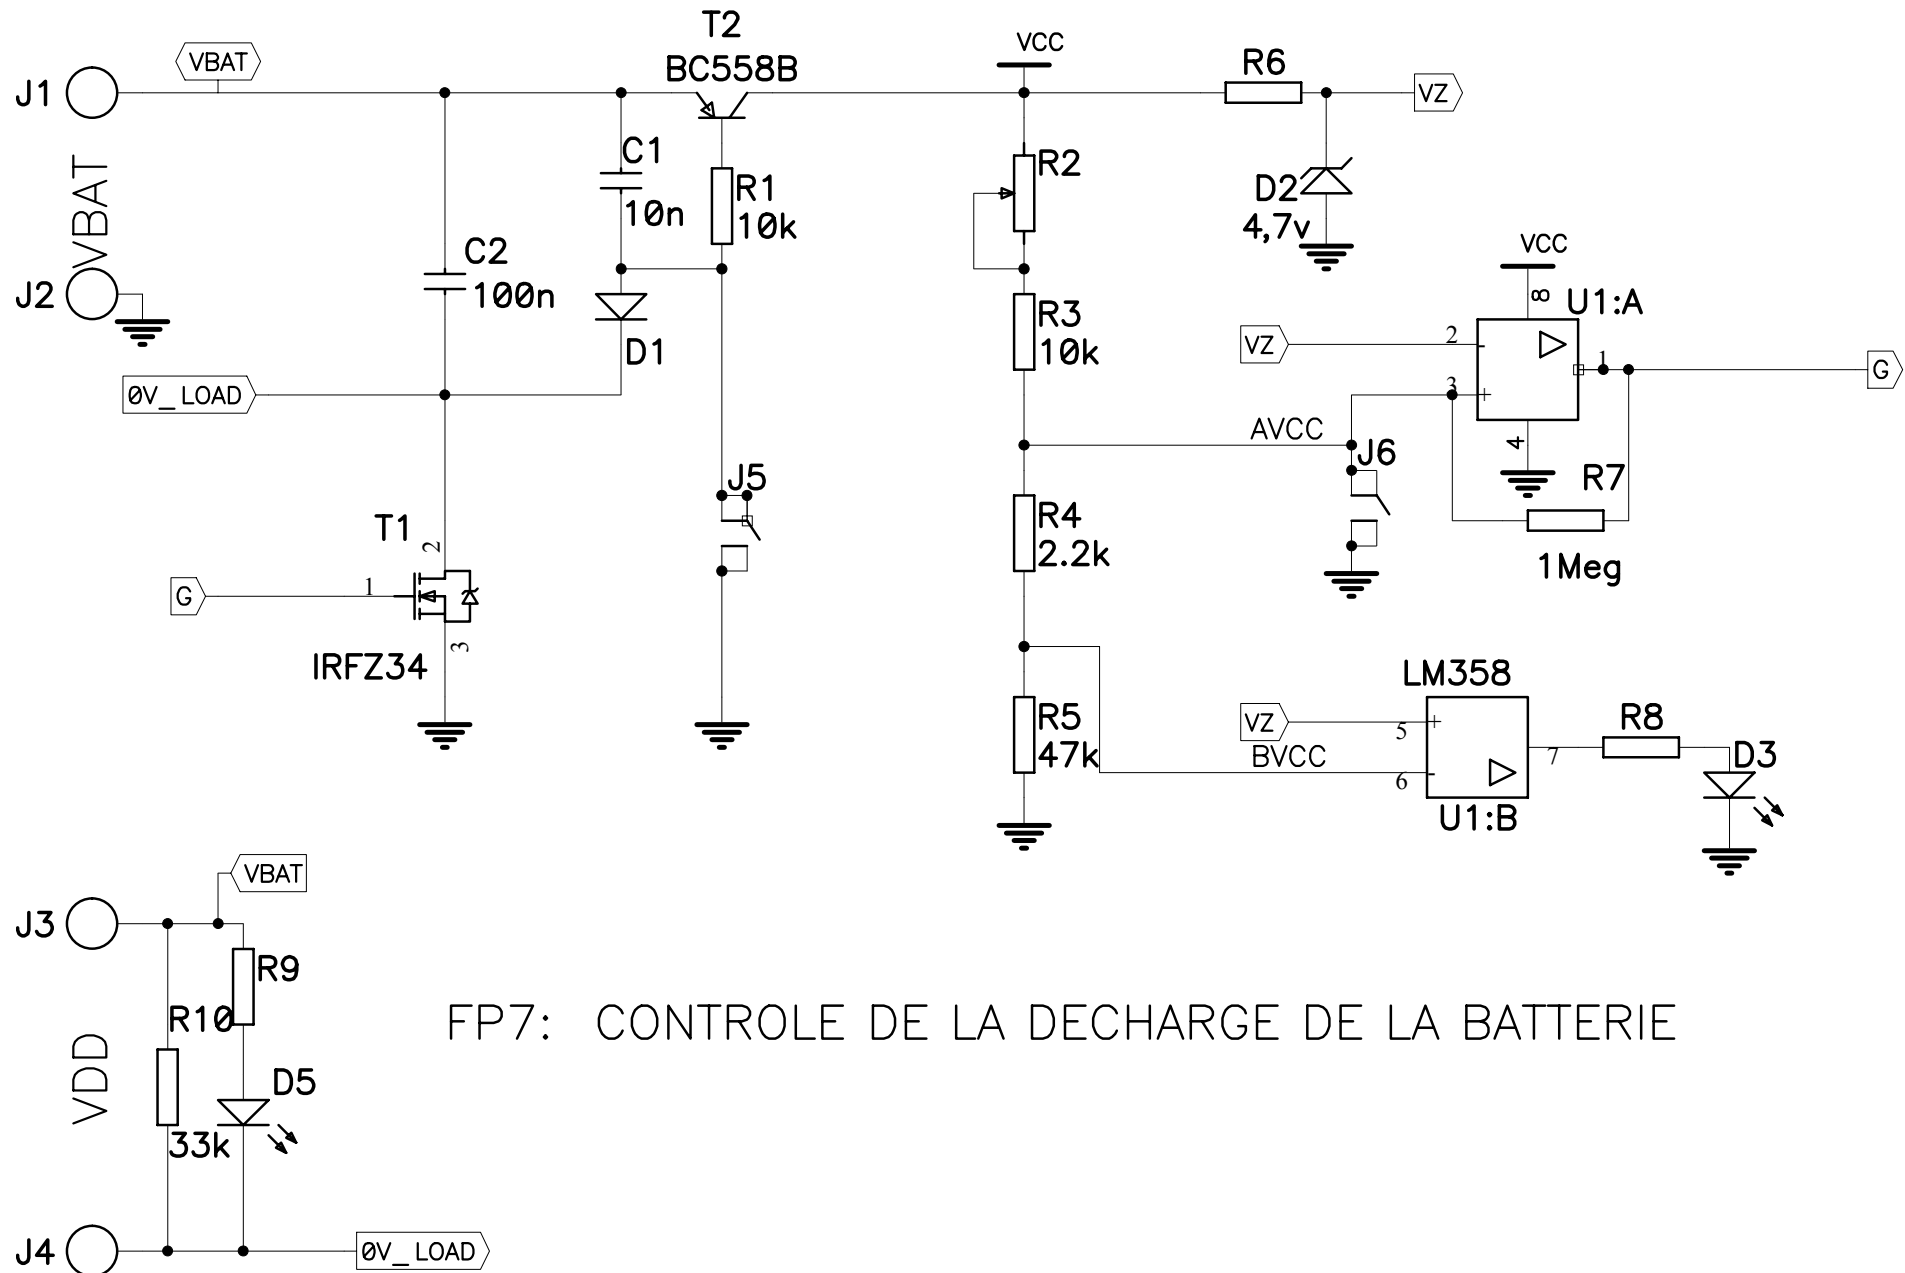 T2
BC558B
VCC
R6
J1
VBAT
VZ
C1
10n
R1
10k
R2
D2
4,7v
VBAT
C2
100n
J2
VCC
8
U1:A
R3
10k
VZ
2
-
1
G
D1
0V_LOAD
3
+
AVCC
J6
4
R7
J5
T1
2
R4
2.2k
1Meg
G
1
3
IRFZ34
LM358
R5
47k
VZ
5
+
BVCC
6
-
7
R8
D3
U1:B
VBAT
J3
R9
R10
VDD
D5
33k
J4
0V_LOAD
FP7: CONTROLE DE LA DECHARGE DE LA BATTERIE